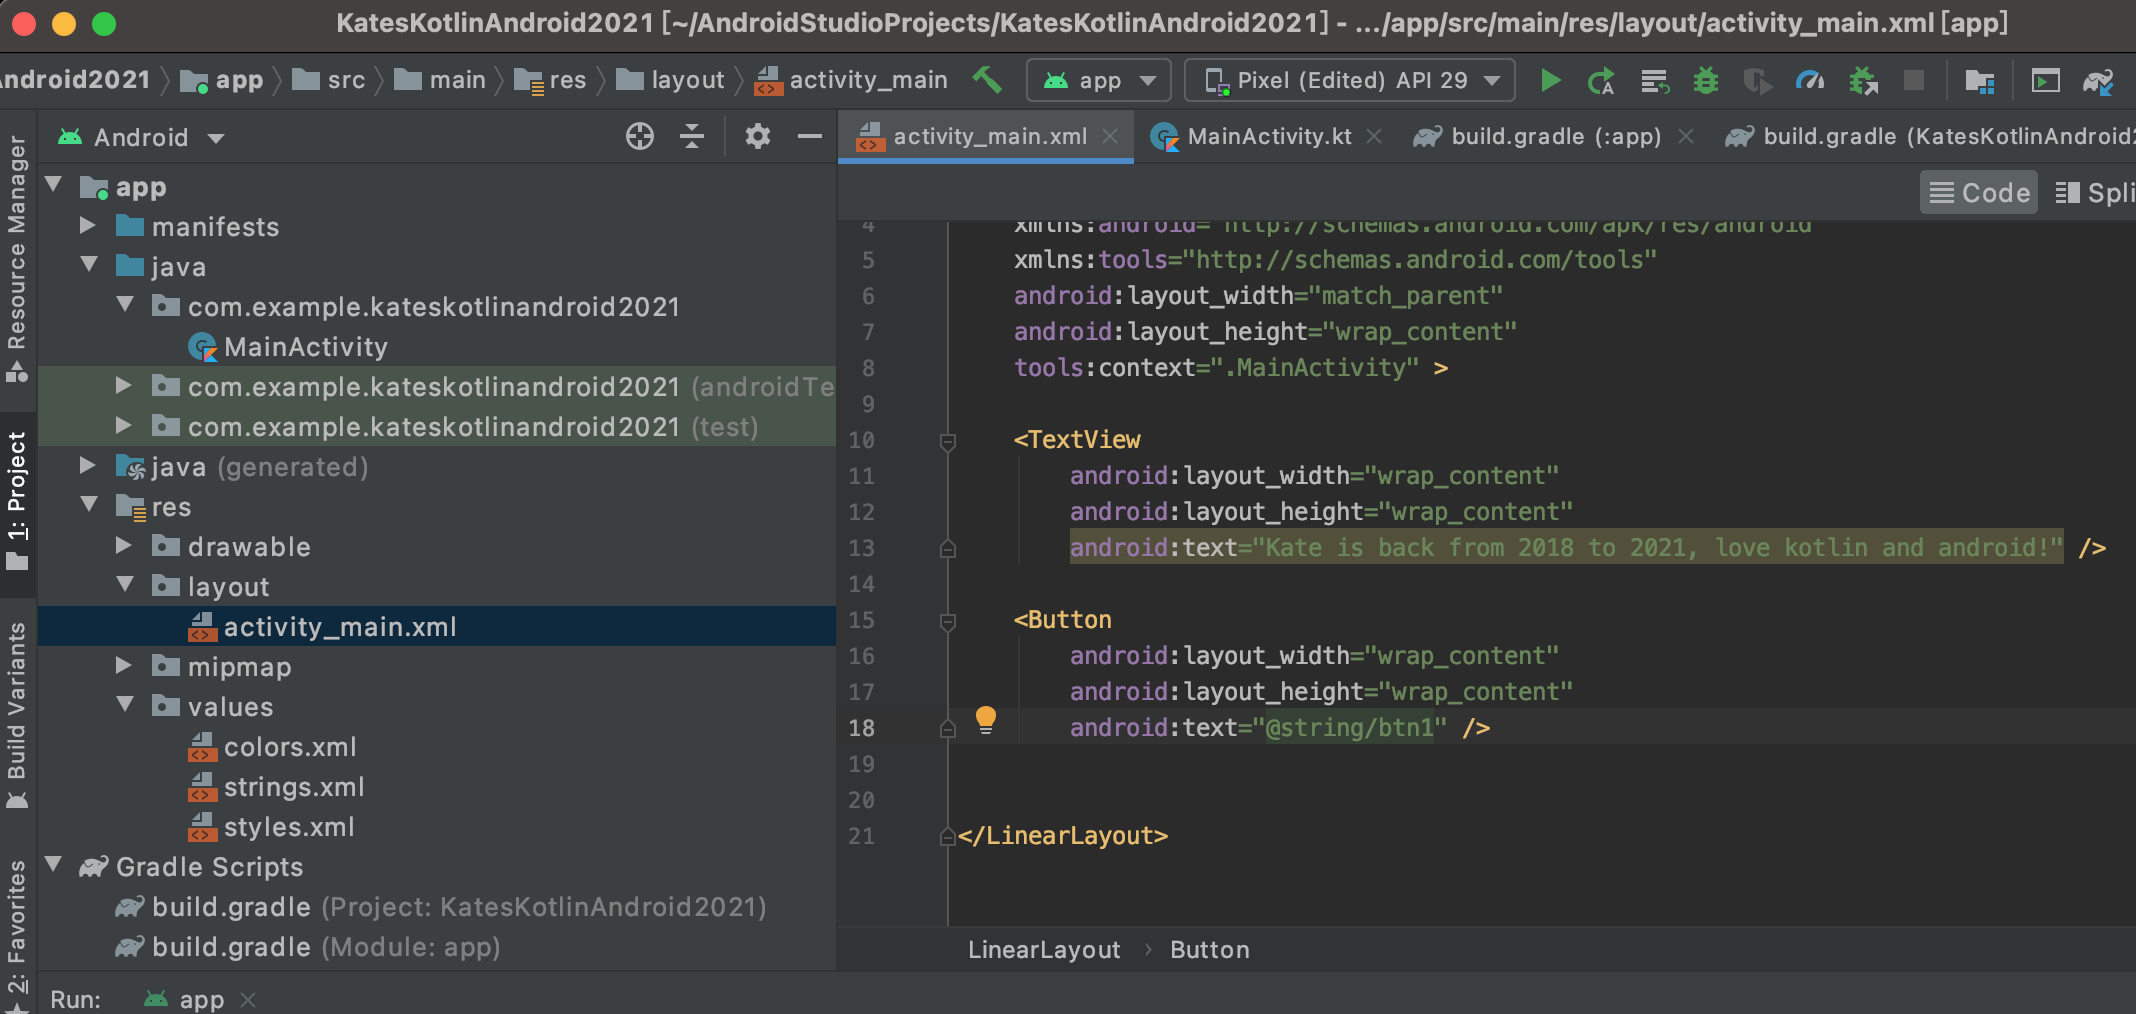 KatesKotlinAndroid2021 [~/AndroidStudioProjects/KatesKotlinAndroid2021] - .../app/src/main/res/layout/activity_main.xml [app]
Android2021 app src main res layout activity_main app Pixel (Edited) API 29
Resource Manager
1: Project
Build Variants
2: Favorites
Android
app
manifests
java
com.example.kateskotlinandroid2021
MainActivity
com.example.kateskotlinandroid2021 (androidTe
com.example.kateskotlinandroid2021 (test)
java (generated)
res
drawable
layout
activity_main.xml
mipmap
values
colors.xml
strings.xml
styles.xml
Gradle Scripts
build.gradle (Project: KatesKotlinAndroid2021)
build.gradle (Module: app)
activity_main.xml MainActivity.kt build.gradle (:app) build.gradle (KatesKotlinAndroid2
Code Spli
4 xmlns:android="http://schemas.android.com/apk/res/android
5 xmlns:tools="http://schemas.android.com/tools"
6 android:layout_width="match_parent"
7 android:layout_height="wrap_content"
8 tools:context=".MainActivity" >
9
10 <TextView
11 android:layout_width="wrap_content"
12 android:layout_height="wrap_content"
13 android:text="Kate is back from 2018 to 2021, love kotlin and android!" />
14
15 <Button
16 android:layout_width="wrap_content"
17 android:layout_height="wrap_content"
18 android:text="@string/btn1" />
19
20
21 </LinearLayout>
LinearLayout › Button
Run: app